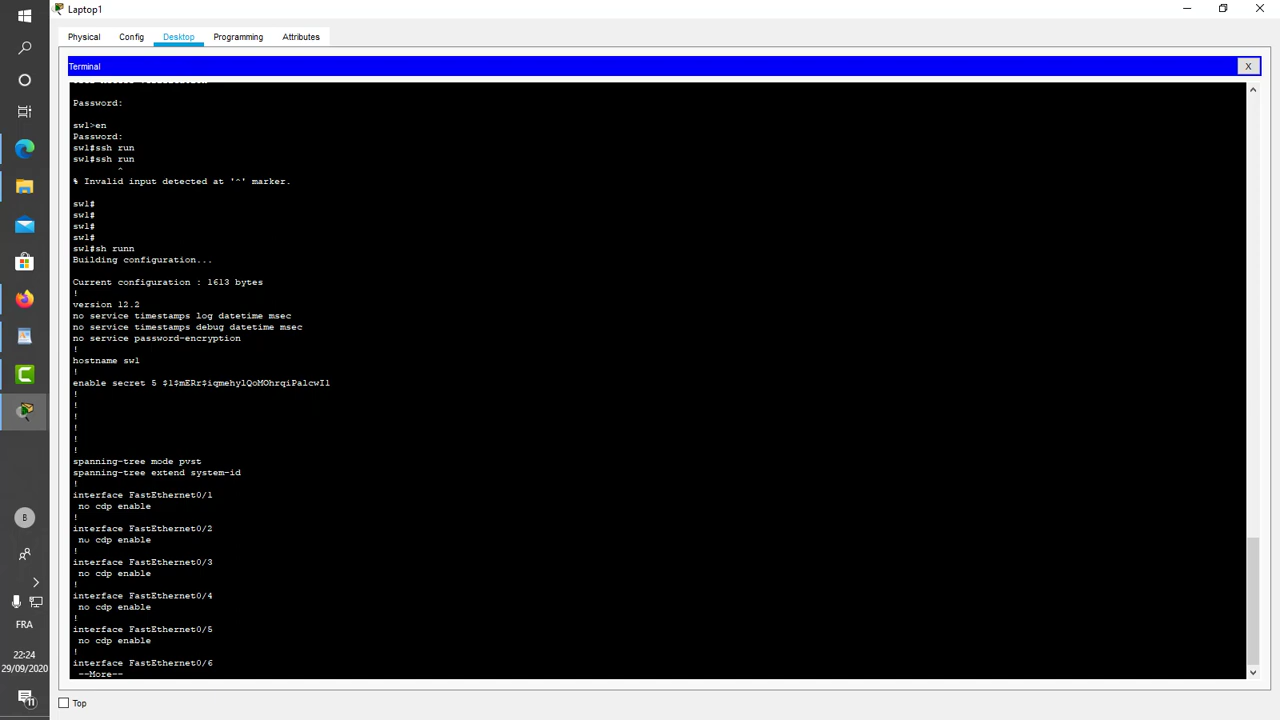 Laptop1
Physical
Config
Desktop
Programming
Attributes
Terminal
X
Password:
sw1>en
Password:
sw1#ssh run
sw1#ssh run
^
% Invalid input detected at '^' marker.
sw1#
sw1#
sw1#
sw1#
sw1#sh runn
Building configuration...
Current configuration : 1613 bytes
!
version 12.2
no service timestamps log datetime msec
no service timestamps debug datetime msec
no service password-encryption
!
hostname sw1
!
enable secret 5
!
!
!
!
!
!
spanning-tree mode pvst
spanning-tree extend system-id
!
interface FastEthernet0/1
no cdp enable
!
interface FastEthernet0/2
no cdp enable
!
interface FastEthernet0/3
no cdp enable
!
interface FastEthernet0/4
no cdp enable
!
interface FastEthernet0/5
no cdp enable
!
interface FastEthernet0/6
--More--
Top
B
FRA
22:24
29/09/2020
11